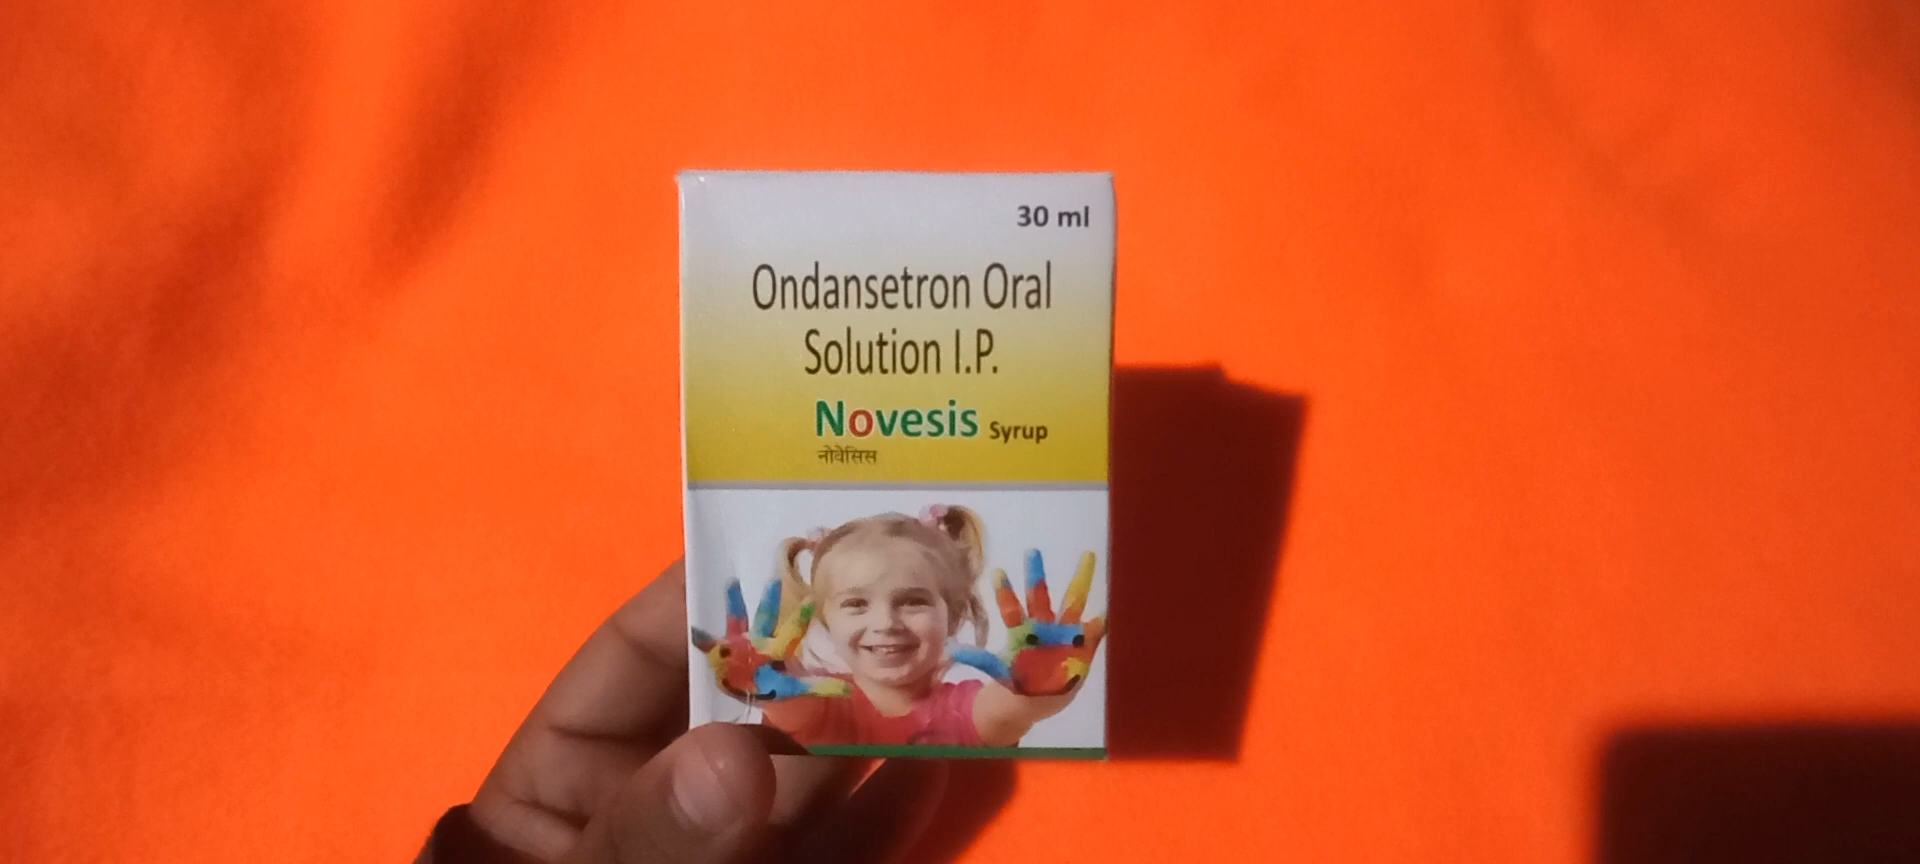 30 ml
Ondansetron Oral
Solution I.P.
Novesis Syrup
नोवेसिस